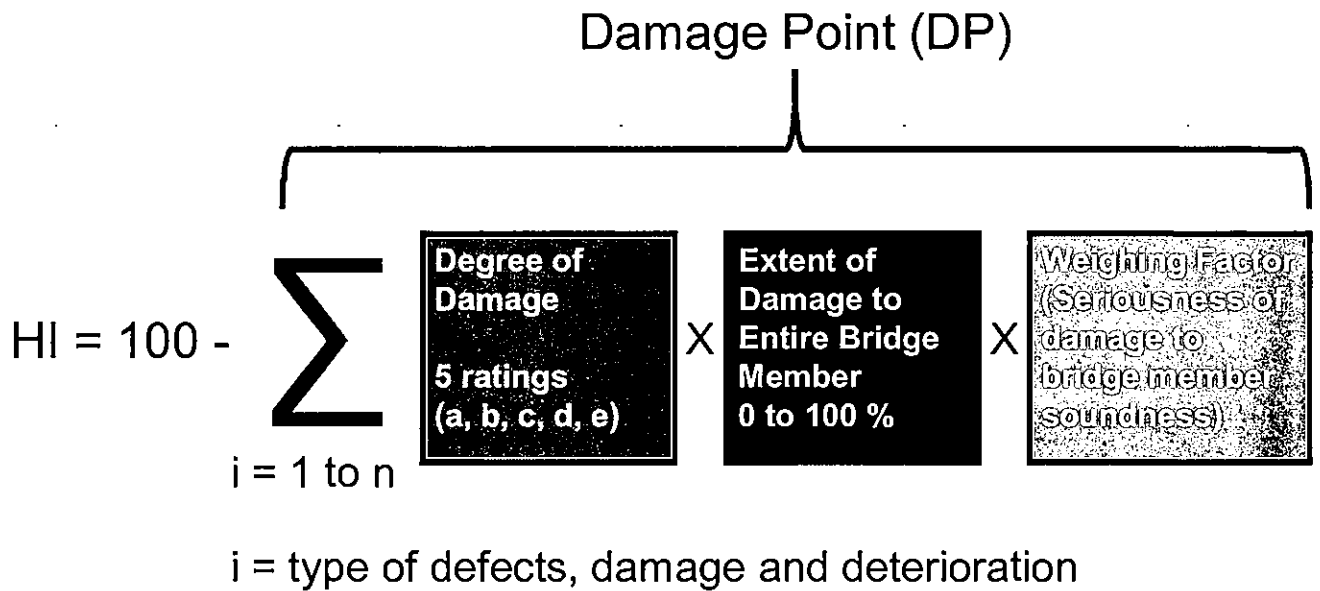 Damage Point (DP)
HI = 100 - ∑
i = 1 to n
Degree of
Damage
5 ratings
(a, b, c, d, e)
X
Extent of
Damage to
Entire Bridge
Member
0 to 100 %
X
Weighing Factor
(Seriousness of
damage to
bridge member
soundness)
i = type of defects, damage and deterioration